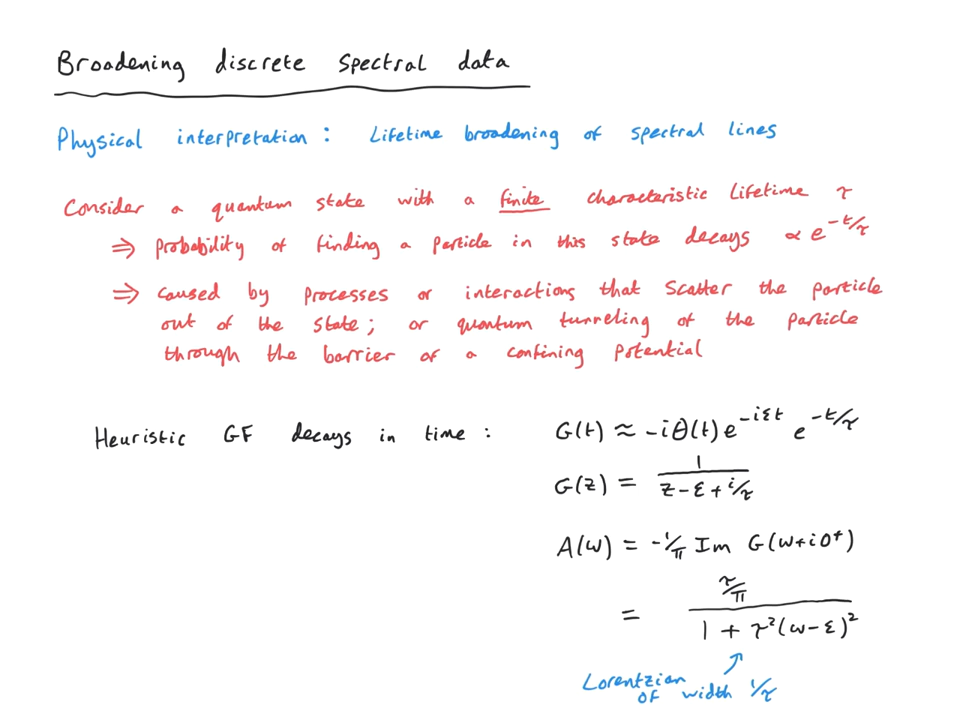 Broadening discrete spectral data
Physical interpretation : Lifetime broadening of spectral lines
Consider a quantum state with a finite characteristic lifetime τ
⇒ probability of finding a particle in this state decays ∝ e^{-t/τ}
⇒ caused by processes or interactions that scatter the particle
out of the state; or quantum tunneling of the particle
through the barrier of a confining potential
Heuristic GF decays in time : G(t) ≈ -iθ(t) e^{-iεt} e^{-t/τ}
G(z) = 1 / (z - ε + i/τ)
A(ω) = -1/π Im G(ω+i0⁺)
= (τ/π) / (1 + τ²(ω-ε)²)
Lorentzian
of width 1/τ